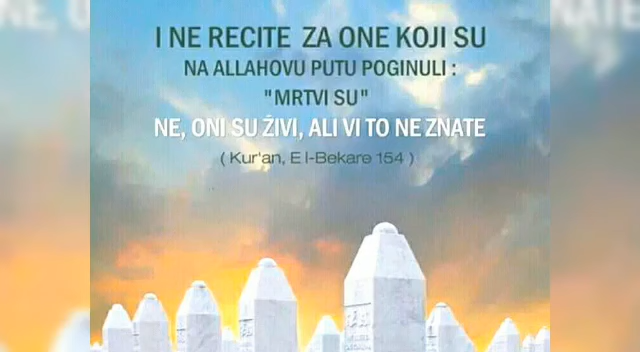 I NE RECITE ZA ONE KOJI SU
NA ALLAHOVU PUTU POGINULI :
"MRTVI SU"
NE, ONI SU ŽIVI, ALI VI TO NE ZNATE
( Kur'an, El-Bekare 154 )